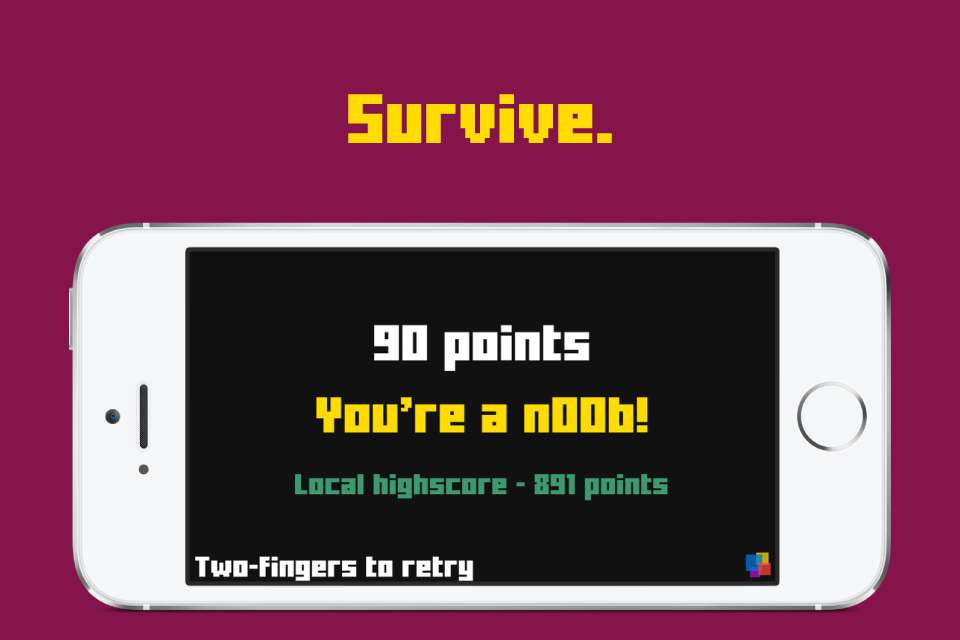 Survive.
90 points
You're a n00b!
Local highscore - 891 points
Two-fingers to retry